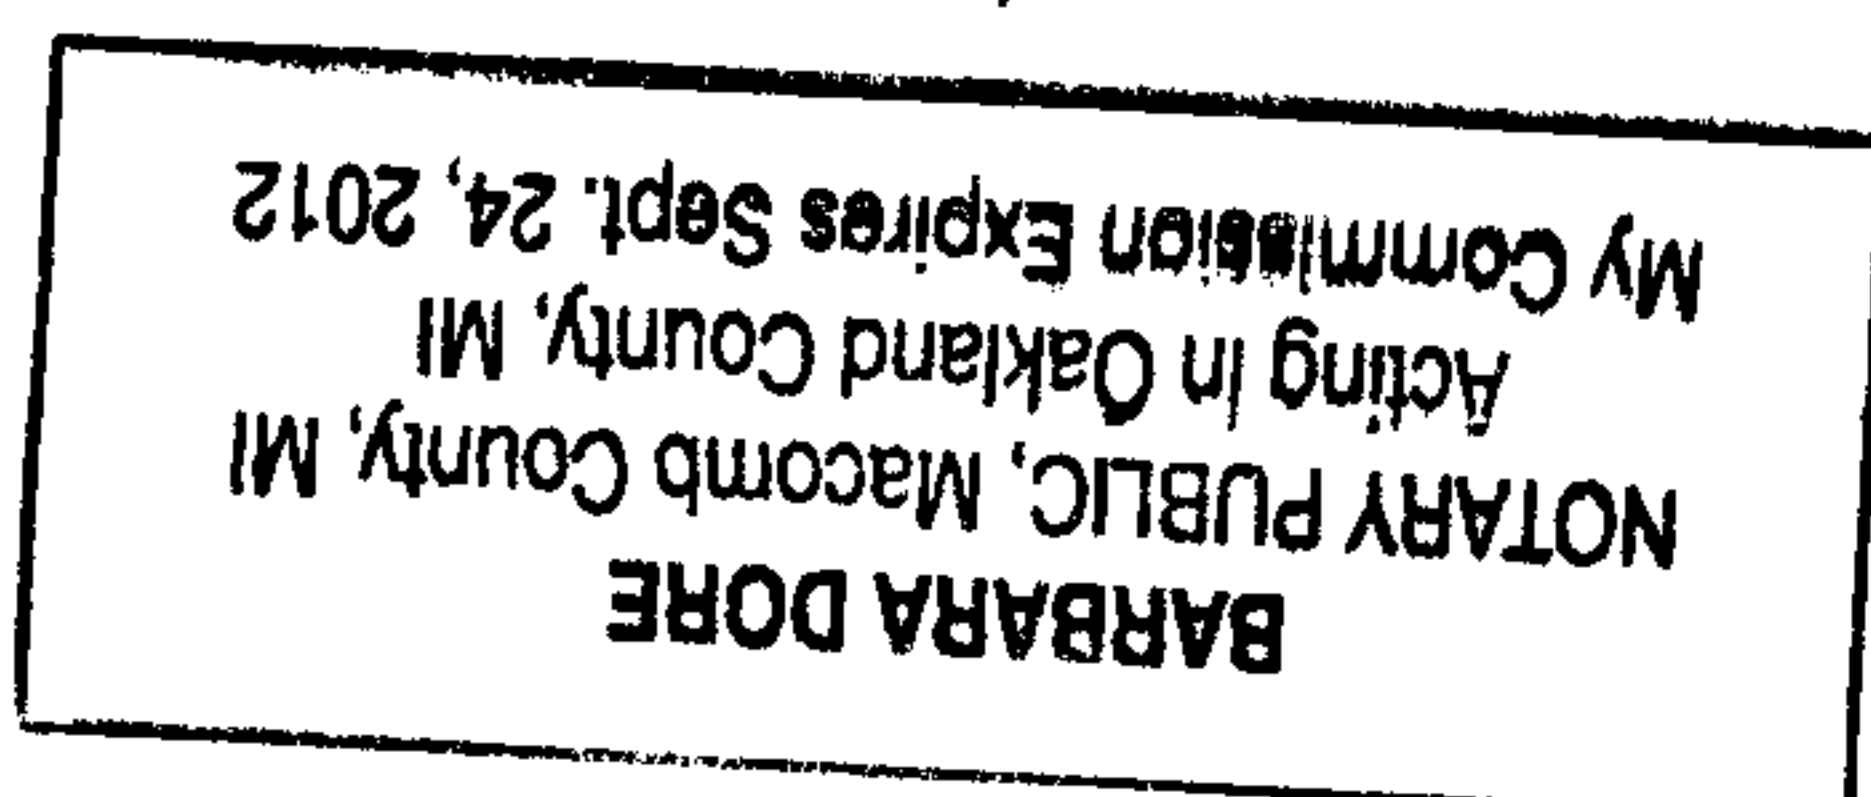 BARBARA DORE
NOTARY PUBLIC, Macomb County, MI
Acting In Oakland County, MI
My Commission Expires Sept. 24, 2012